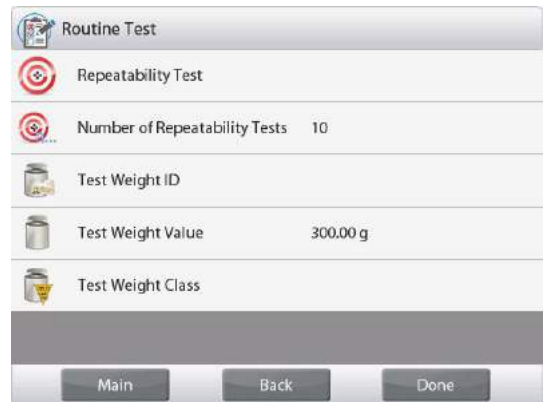 Routine Test
Repeatability Test
Number of Repeatability Tests 10
Test Weight ID
Test Weight Value 300.00 g
Test Weight Class
Main Back Done